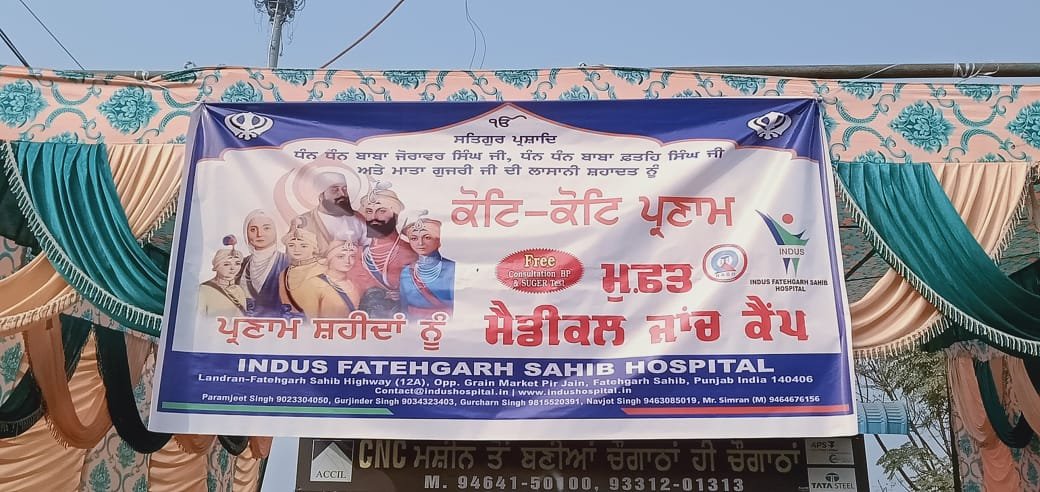 ੴ
ਸਤਿਗੁਰ ਪ੍ਰਸਾਦਿ
ਧੰਨ ਧੰਨ ਬਾਬਾ ਜੋਰਾਵਰ ਸਿੰਘ ਜੀ, ਧੰਨ ਧੰਨ ਬਾਬਾ ਫ਼ਤਹਿ ਸਿੰਘ ਜੀ
ਅਤੇ ਮਾਤਾ ਗੁਜਰੀ ਜੀ ਦੀ ਲਾਸਾਨੀ ਸ਼ਹਾਦਤ ਨੂੰ
ਕੋਟਿ-ਕੋਟਿ ਪ੍ਰਣਾਮ
Free
Consultation BP
& SUGER Test
ਮੁਫ਼ਤ
INDUS
INDUS FATEHGARH SAHIB
HOSPITAL
ਪ੍ਰਣਾਮ ਸ਼ਹੀਦਾਂ ਨੂੰ
ਮੈਡੀਕਲ ਜਾਂਚ ਕੈਂਪ
INDUS FATEHGARH SAHIB HOSPITAL
Landran-Fatehgarh Sahib Highway (12A), Opp. Grain Market Pir Jain, Fatehgarh Sahib, Punjab India 140406
Contact@indushospital.in | www.indushospital.in
Paramjeet Singh 9023304050, Gurjinder Singh 9034323403, Gurcharn Singh 9815520391, Navjot Singh 9463085019, Mr. Simran (M) 9464676156
ACCIL
CNC ਮਸ਼ੀਨ ਤੋਂ ਬਣੀਆਂ ਚੌਗਾਠਾਂ ਹੀ ਚੌਗਾਠਾਂ
M. 94641-50100, 93312-01313
APS
TATA STEEL